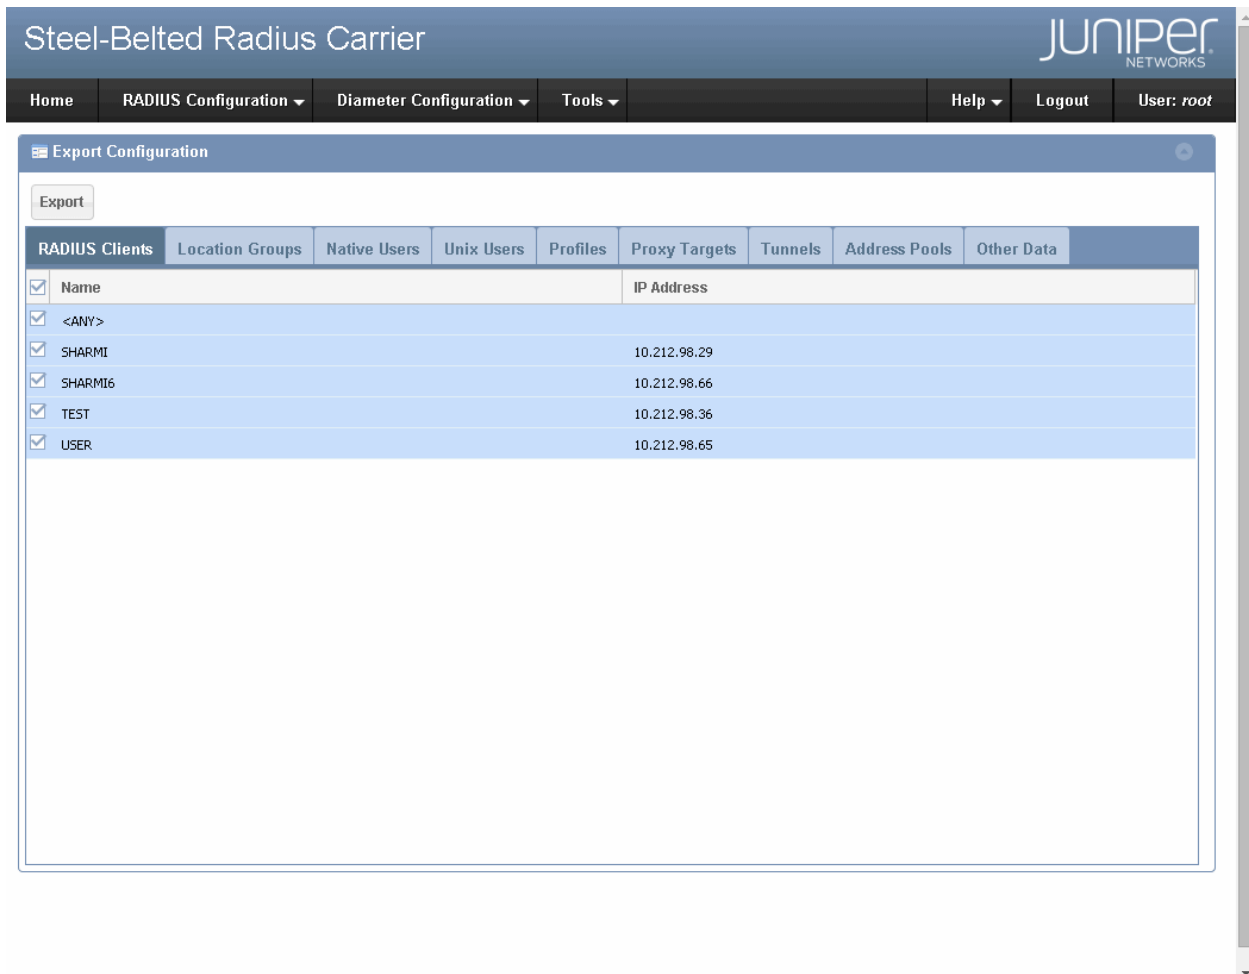 Steel-Belted Radius Carrier
JUNIPER
NETWORKS
Home RADIUS Configuration Diameter Configuration Tools Help Logout User: root
Export Configuration
Export
RADIUS Clients Location Groups Native Users Unix Users Profiles Proxy Targets Tunnels Address Pools Other Data
Name IP Address
<ANY>
SHARMI 10.212.98.29
SHARMI6 10.212.98.66
TEST 10.212.98.36
USER 10.212.98.65